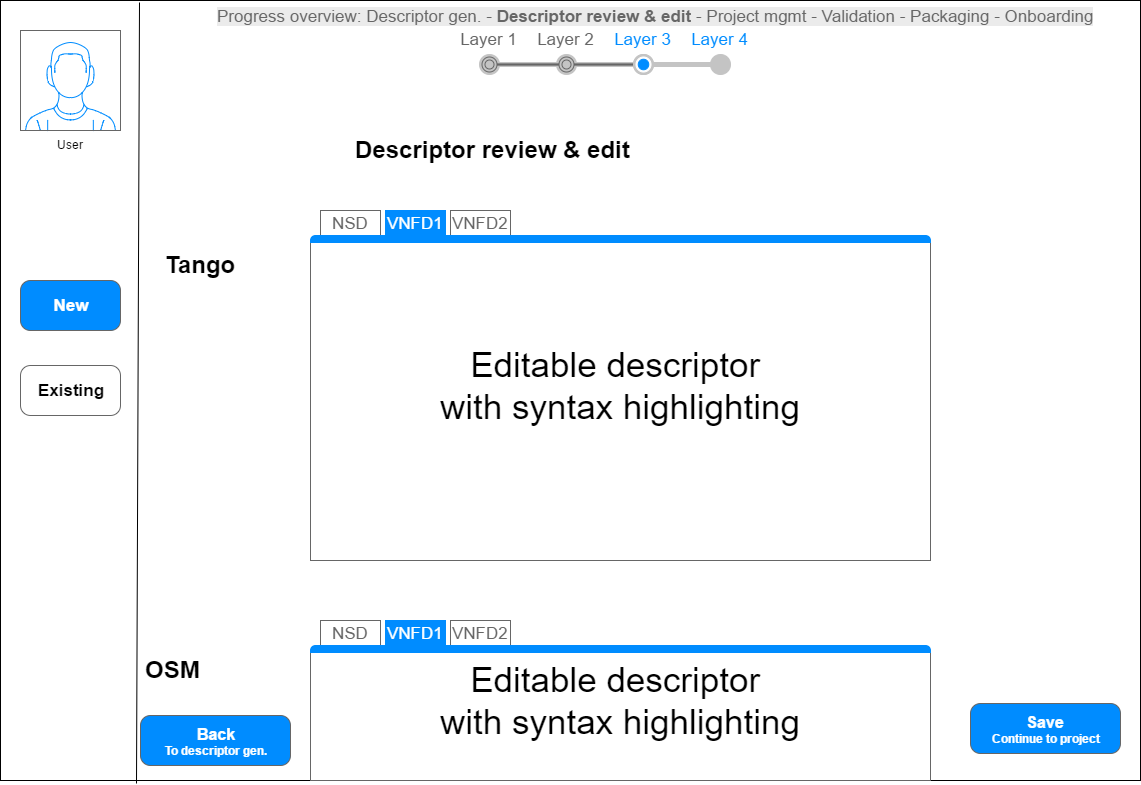 Progress overview: Descriptor gen. - Descriptor review & edit - Project mgmt - Validation - Packaging - Onboarding
Layer 1 Layer 2 Layer 3 Layer 4
User
Descriptor review & edit
NSD VNFD1 VNFD2
Tango
New
Editable descriptor
with syntax highlighting
Existing
NSD VNFD1 VNFD2
OSM
Editable descriptor
with syntax highlighting
Back
To descriptor gen.
Save
Continue to project